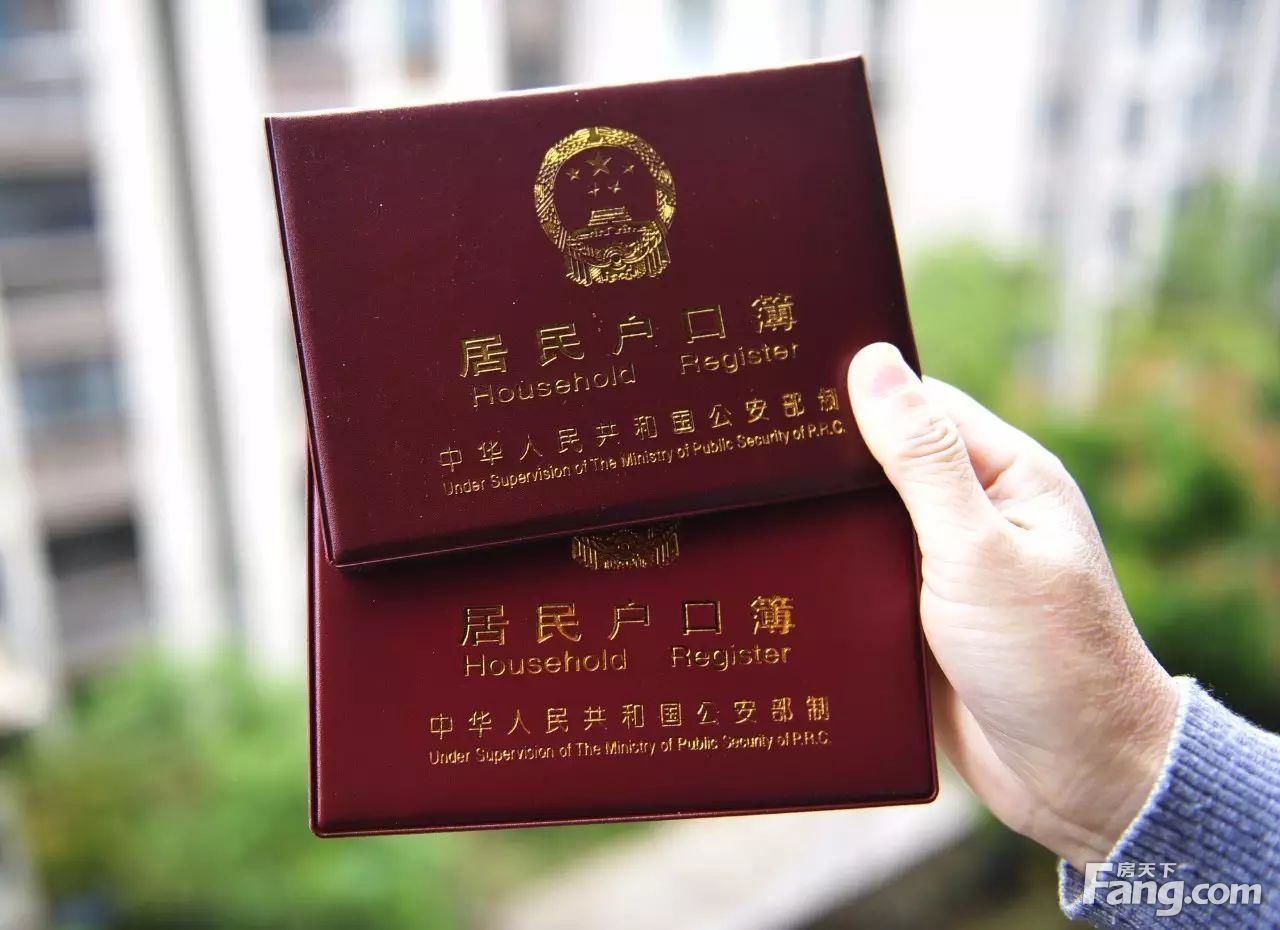 居民户口簿
Household Register
中华人民共和国公安部制
Under Supervision of The Ministry of Public Security of P.R.C.
居民户口簿
Household Register
中华人民共和国公安部制
Under Supervision of The Ministry of Public Security of P.R.C.
房天下
Fang.com